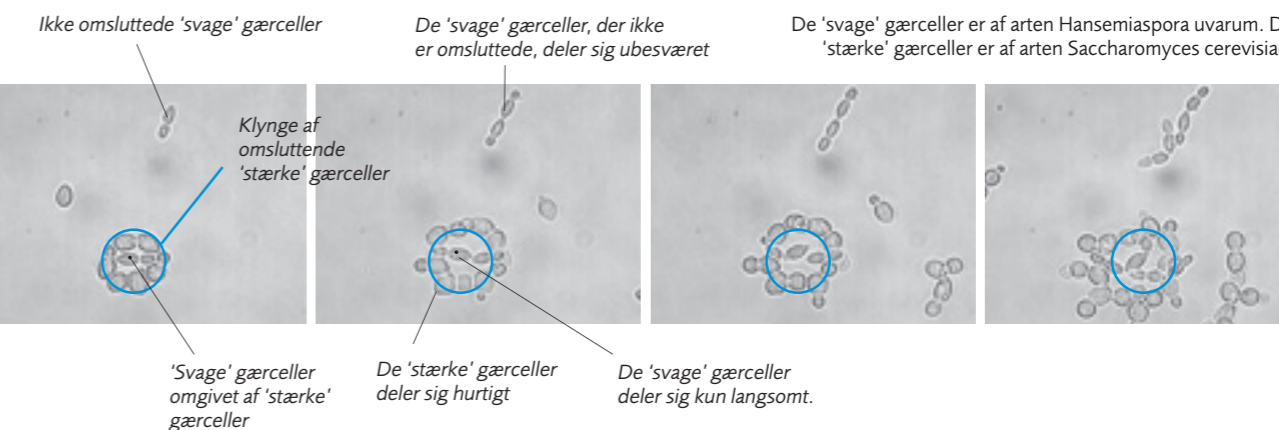 Ikke omsluttede ‘svage’ gærceller
De ‘svage’ gærceller, der ikke
er omsluttede, deler sig ubesværet
De ‘svage’ gærceller er af arten Hansemiaspora uvarum. D
‘stærke’ gærceller er af arten Saccharomyces cerevisia
Klynge af
omsluttende
‘stærke’ gærceller
‘Svage’ gærceller
omgivet af ‘stærke’
gærceller
De ‘stærke’ gærceller
deler sig hurtigt
De ‘svage’ gærceller
deler sig kun langsomt.